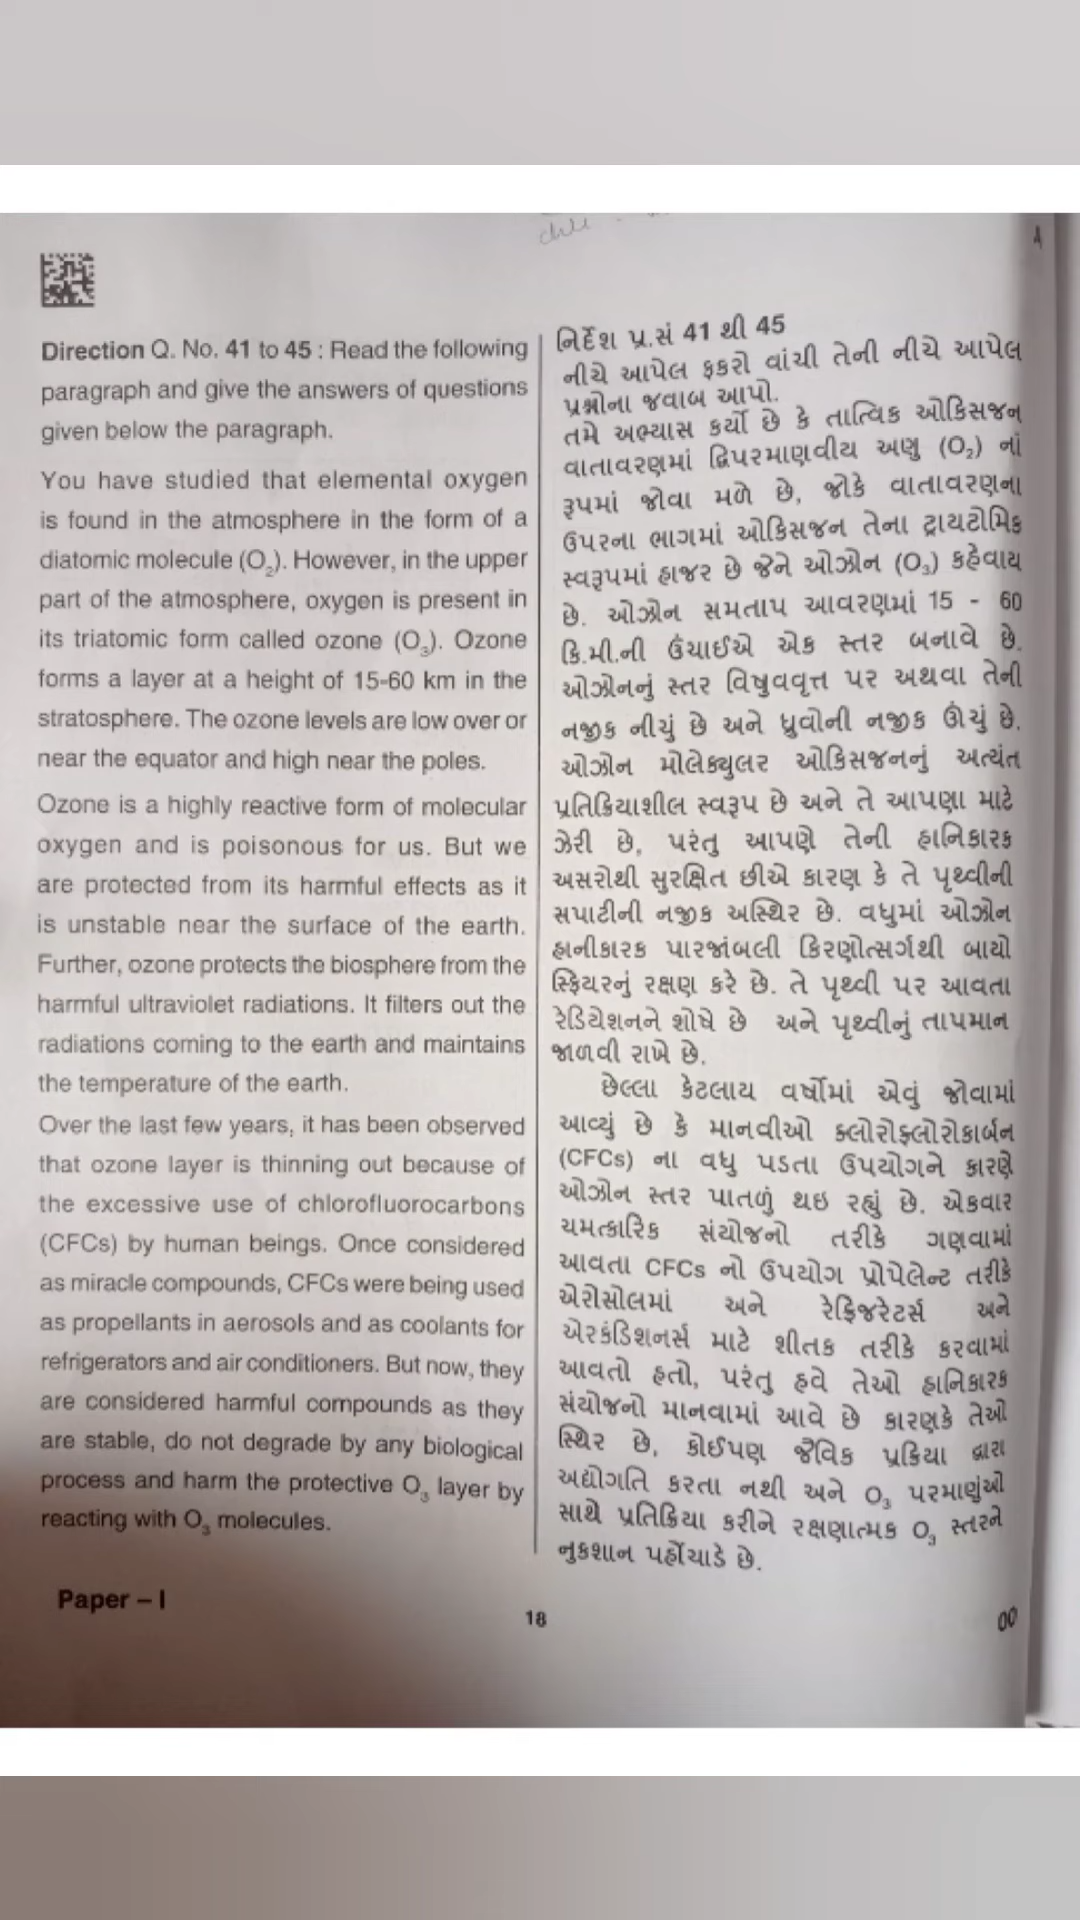 Direction Q. No. 41 to 45 : Read the following
paragraph and give the answers of questions
given below the paragraph.
You have studied that elemental oxygen
is found in the atmosphere in the form of a
diatomic molecule (O₂). However, in the upper
part of the atmosphere, oxygen is present in
its triatomic form called ozone (O₃). Ozone
forms a layer at a height of 15-60 km in the
stratosphere. The ozone levels are low over or
near the equator and high near the poles.
Ozone is a highly reactive form of molecular
oxygen and is poisonous for us. But we
are protected from its harmful effects as it
is unstable near the surface of the earth.
Further, ozone protects the biosphere from the
harmful ultraviolet radiations. It filters out the
radiations coming to the earth and maintains
the temperature of the earth.
Over the last few years, it has been observed
that ozone layer is thinning out because of
the excessive use of chlorofluorocarbons
(CFCs) by human beings. Once considered
as miracle compounds, CFCs were being used
as propellants in aerosols and as coolants for
refrigerators and air conditioners. But now, they
are considered harmful compounds as they
are stable, do not degrade by any biological
process and harm the protective O₃ layer by
reacting with O₃ molecules.
નિર્દેશ પ્ર.સં 41 થી 45
નીચે આપેલ ફકરો વાંચી તેની નીચે આપેલ
પ્રશ્નોના જવાબ આપો.
તમે અભ્યાસ કર્યો છે કે તાત્વિક ઓક્સિજન
વાતાવરણમાં દ્વિપરમાણવીય અણુ (O₂) નાં
રૂપમાં જોવા મળે છે, જોકે વાતાવરણના
ઉપરના ભાગમાં ઓક્સિજન તેના ટ્રાયટોમિક
સ્વરૂપમાં હાજર છે જેને ઓઝોન (O₃) કહેવાય
છે. ઓઝોન સમતાપ આવરણમાં 15 - 60
કિ.મી.ની ઉંચાઈએ એક સ્તર બનાવે છે.
ઓઝોનનું સ્તર વિષુવવૃત્ત પર અથવા તેની
નજીક નીચું છે અને ધ્રુવોની નજીક ઊંચું છે.
ઓઝોન મોલેક્યુલર ઓક્સિજનનું અત્યંત
પ્રતિક્રિયાશીલ સ્વરૂપ છે અને તે આપણા માટે
ઝેરી છે, પરંતુ આપણે તેની હાનિકારક
અસરોથી સુરક્ષિત છીએ કારણ કે તે પૃથ્વીની
સપાટીની નજીક અસ્થિર છે. વધુમાં ઓઝોન
હાનીકારક પારજાંબલી કિરણોત્સર્ગથી બાયો
સ્ફિયરનું રક્ષણ કરે છે. તે પૃથ્વી પર આવતા
રેડિયેશનને શોષે છે અને પૃથ્વીનું તાપમાન
જાળવી રાખે છે.
છેલ્લા કેટલાય વર્ષોમાં એવું જોવામાં
આવ્યું છે કે માનવીઓ ક્લોરોફ્લોરોકાર્બન
(CFCs) ના વધુ પડતા ઉપયોગને કારણે
ઓઝોન સ્તર પાતળું થઇ રહ્યું છે. એકવાર
ચમત્કારિક સંયોજનો તરીકે ગણવામાં
આવતા CFCs નો ઉપયોગ પ્રોપેલેન્ટ તરીકે
એરોસોલમાં અને રેફ્રિજરેટર્સ અને
એરકંડિશનર્સ માટે શીતક તરીકે કરવામાં
આવતો હતો, પરંતુ હવે તેઓ હાનિકારક
સંયોજનો માનવામાં આવે છે કારણકે તેઓ
સ્થિર છે, કોઈપણ જૈવિક પ્રક્રિયા દ્વારા
અધોગતિ કરતા નથી અને O₃ પરમાણુંઓ
સાથે પ્રતિક્રિયા કરીને રક્ષણાત્મક O₃ સ્તરને
નુકશાન પહોંચાડે છે.
Paper – I
18
00